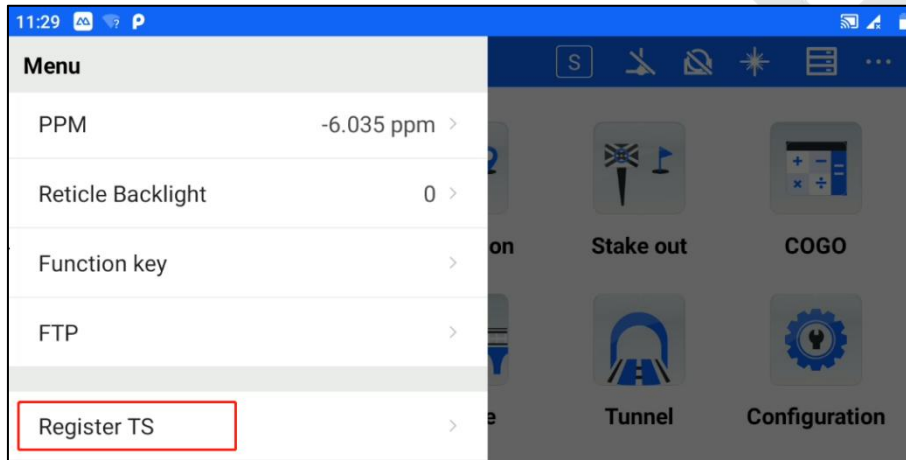 11:29
Menu
S
PPM -6.035 ppm
Reticle Backlight 0
Function key
on Stake out COGO
FTP
Register TS
e Tunnel Configuration